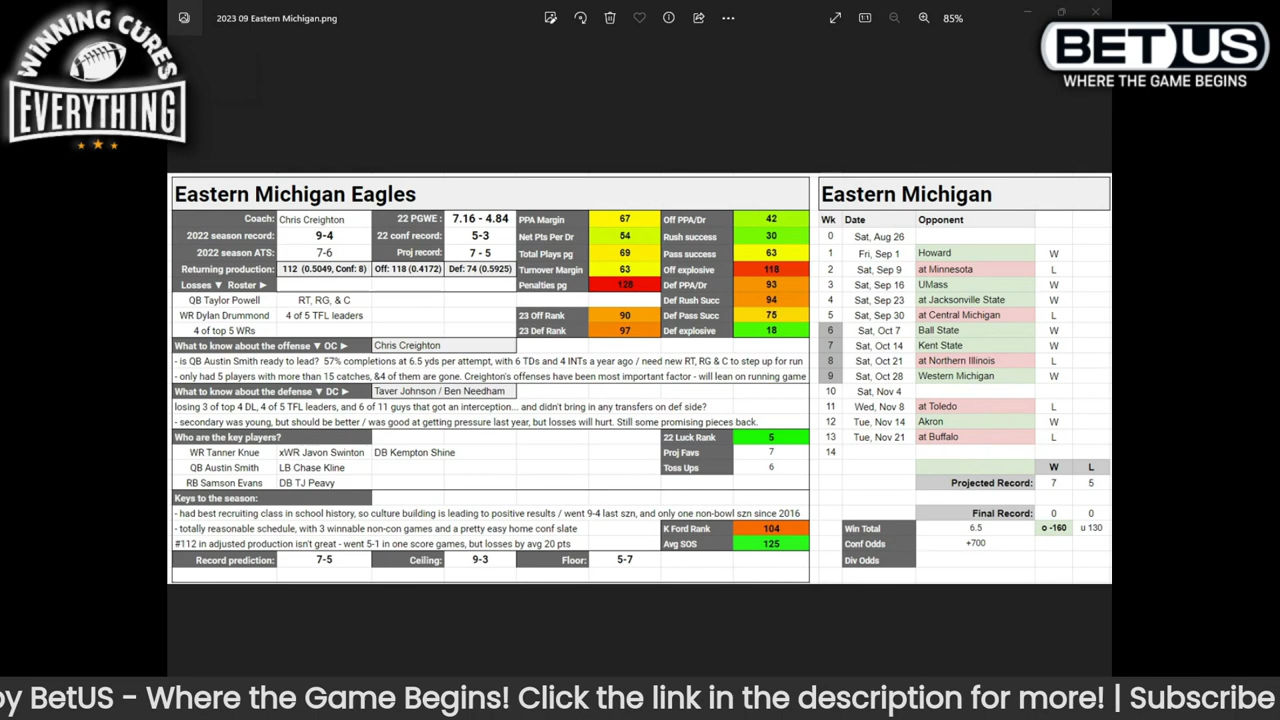 2023 09 Eastern Michigan.png
85%
WINNING CURES
EVERYTHING
BETUS
WHERE THE GAME BEGINS
Eastern Michigan Eagles
Coach: Chris Creighton 22 PGWE : 7.16 - 4.84 PPA Margin 67 Off PPA/Dr 42
2022 season record: 9-4 22 conf record: 5-3 Net Pts Per Dr 54 Rush success 30
2022 season ATS: 7-6 Proj record: 7 - 5 Total Plays pg 69 Pass success 63
Returning production: 112 (0.5049, Conf: 8) Off: 118 (0.4172) Def: 74 (0.5925) Turnover Margin 63 Off explosive 118
Losses ▼ Roster ► Penalties pg 128 Def PPA/Dr 93
QB Taylor Powell RT, RG, & C Def Rush Succ 94
WR Dylan Drummond 4 of 5 TFL leaders 23 Off Rank 90 Def Pass Succ 75
4 of top 5 WRs 23 Def Rank 97 Def explosive 18
What to know about the offense ▼ OC ► Chris Creighton
- is QB Austin Smith ready to lead? 57% completions at 6.5 yds per attempt, with 6 TDs and 4 INTs a year ago / need new RT, RG & C to step up for run
- only had 5 players with more than 15 catches, &4 of them are gone. Creighton's offenses have been most important factor - will lean on running game
What to know about the defense ▼ DC ► Taver Johnson / Ben Needham
losing 3 of top 4 DL, 4 of 5 TFL leaders, and 6 of 11 guys that got an interception... and didn't bring in any transfers on def side?
- secondary was young, but should be better / was good at getting pressure last year, but losses will hurt. Still some promising pieces back.
Who are the key players? 22 Luck Rank 5
WR Tanner Knue xWR Javon Swinton DB Kempton Shine Proj Favs 7
QB Austin Smith LB Chase Kline Toss Ups 6
RB Samson Evans DB TJ Peavy
Keys to the season:
- had best recruiting class in school history, so culture building is leading to positive results / went 9-4 last szn, and only one non-bowl szn since 2016
- totally reasonable schedule, with 3 winnable non-con games and a pretty easy home conf slate K Ford Rank 104
#112 in adjusted production isn't great - went 5-1 in one score games, but losses by avg 20 pts Avg SOS 125
Record prediction: 7-5 Ceiling: 9-3 Floor: 5-7
Eastern Michigan
Wk Date Opponent
0 Sat, Aug 26
1 Fri, Sep 1 Howard W
2 Sat, Sep 9 at Minnesota L
3 Sat, Sep 16 UMass W
4 Sat, Sep 23 at Jacksonville State W
5 Sat, Sep 30 at Central Michigan L
6 Sat, Oct 7 Ball State W
7 Sat, Oct 14 Kent State W
8 Sat, Oct 21 at Northern Illinois L
9 Sat, Oct 28 Western Michigan W
10 Sat, Nov 4
11 Wed, Nov 8 at Toledo L
12 Tue, Nov 14 Akron W
13 Tue, Nov 21 at Buffalo L
14
W L
Projected Record: 7 5
Final Record: 0 0
Win Total 6.5 o -160 u 130
Conf Odds +700
Div Odds
by BetUS - Where the Game Begins! Click the link in the description for more! | Subscribe